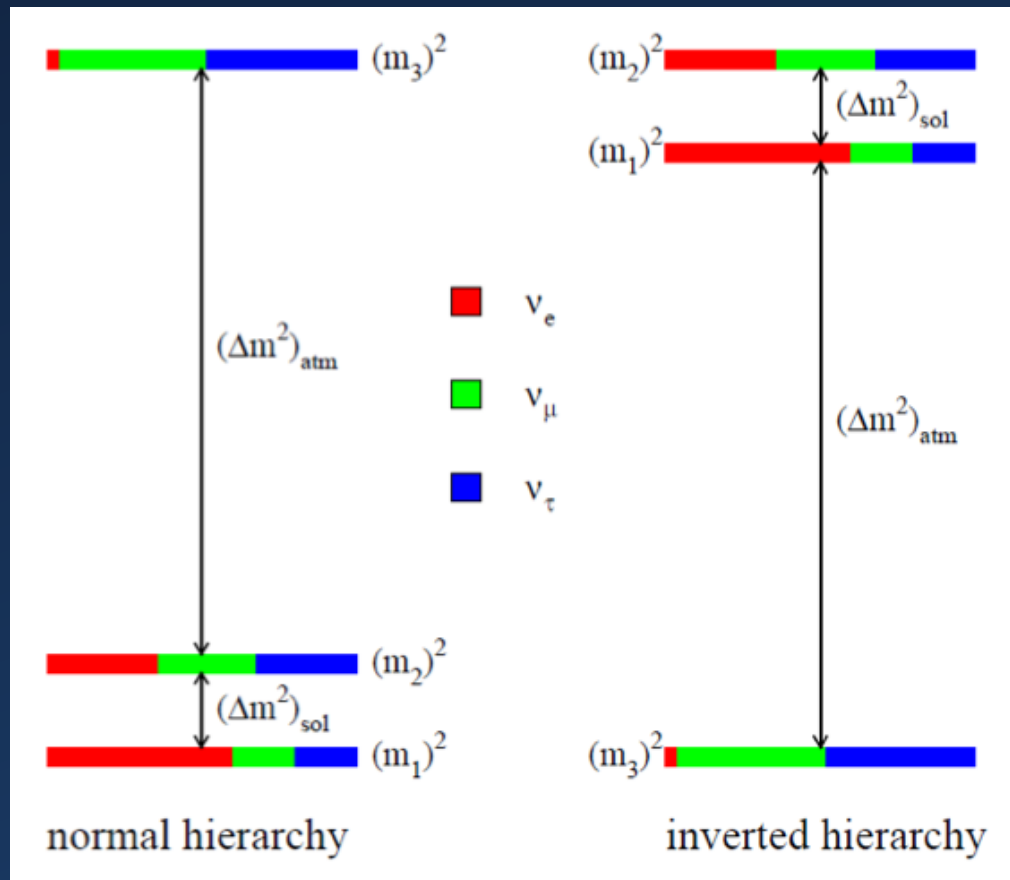 (m₃)²
(Δm²)atm
(m₂)²
(Δm²)sol
(m₁)²
normal hierarchy
νe
νμ
ντ
(m₂)²
(Δm²)sol
(m₁)²
(Δm²)atm
(m₃)²
inverted hierarchy